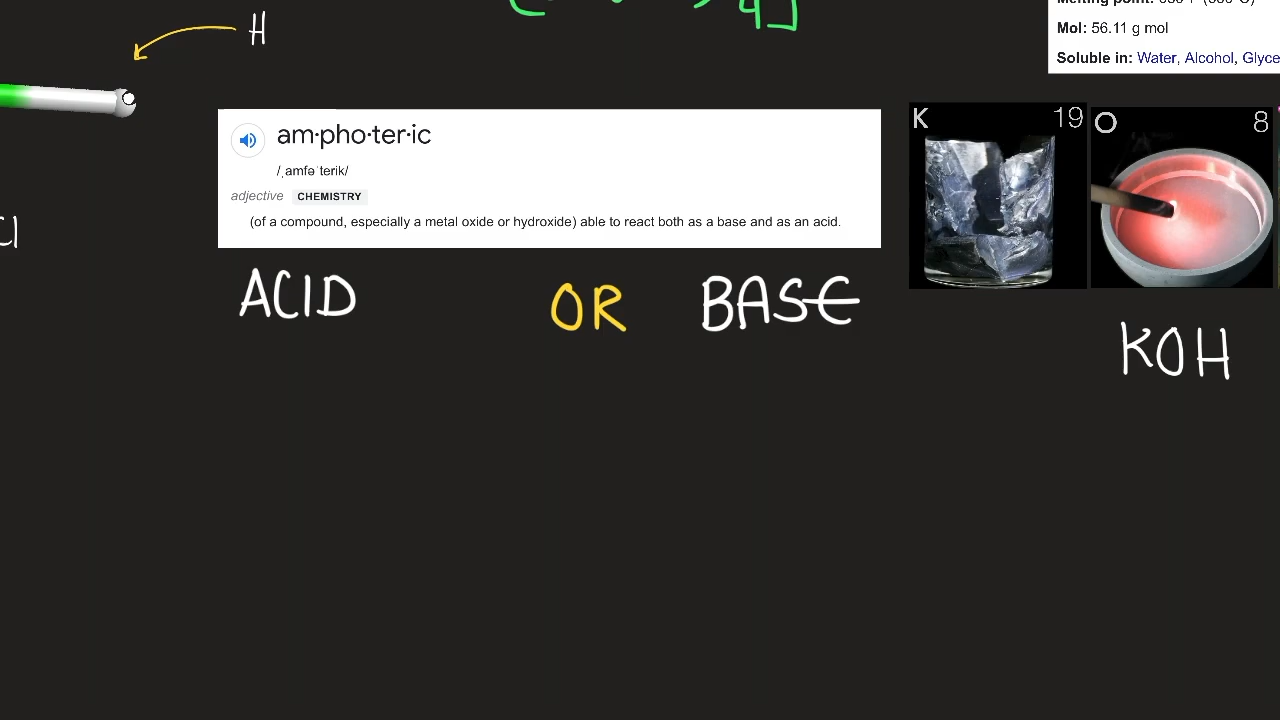 H
Mol: 56.11 g mol
Soluble in: Water, Alcohol, Glyce
am·pho·ter·ic
/ˌamfəˈterik/
adjective CHEMISTRY
(of a compound, especially a metal oxide or hydroxide) able to react both as a base and as an acid.
K 19
O 8
Cl
ACID OR BASE
KOH